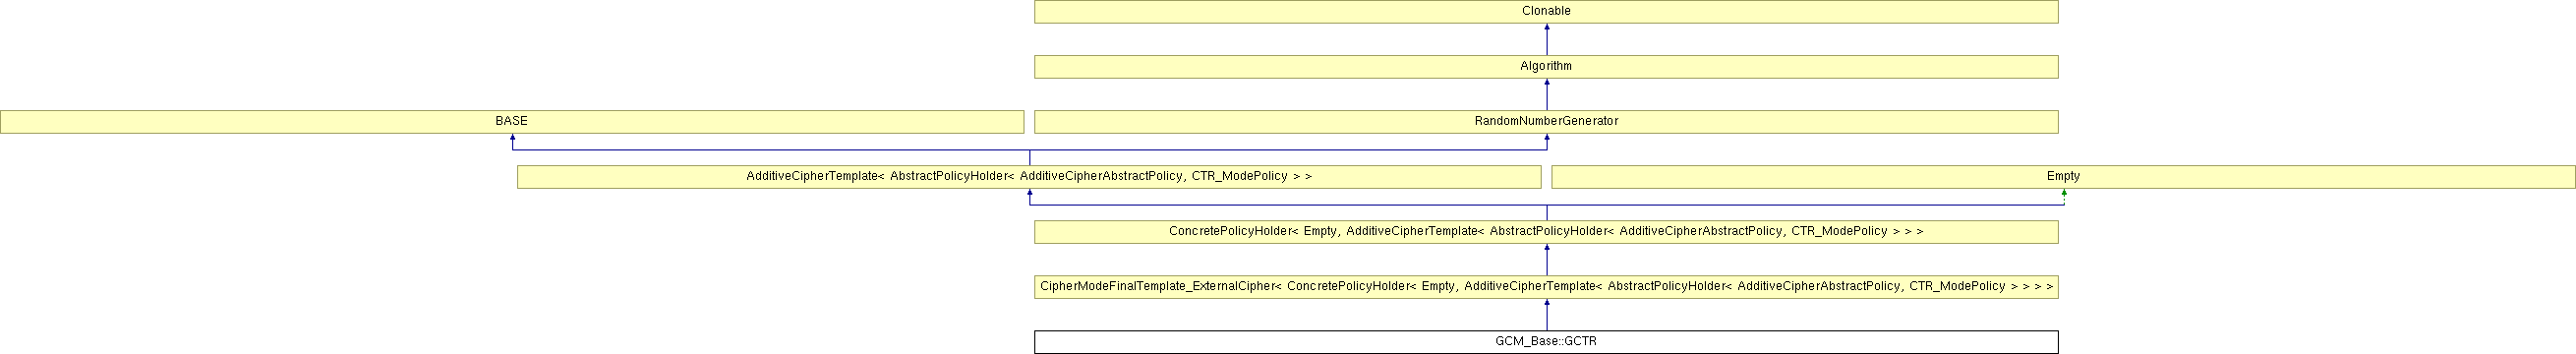 Clonable
Algorithm
BASE
RandomNumberGenerator
AdditiveCipherTemplate< AbstractPolicyHolder< AdditiveCipherAbstractPolicy, CTR_ModePolicy > >
Empty
ConcretePolicyHolder< Empty, AdditiveCipherTemplate< AbstractPolicyHolder< AdditiveCipherAbstractPolicy, CTR_ModePolicy > > >
CipherModeFinalTemplate_ExternalCipher< ConcretePolicyHolder< Empty, AdditiveCipherTemplate< AbstractPolicyHolder< AdditiveCipherAbstractPolicy, CTR_ModePolicy > > > >
GCM_Base::GCTR